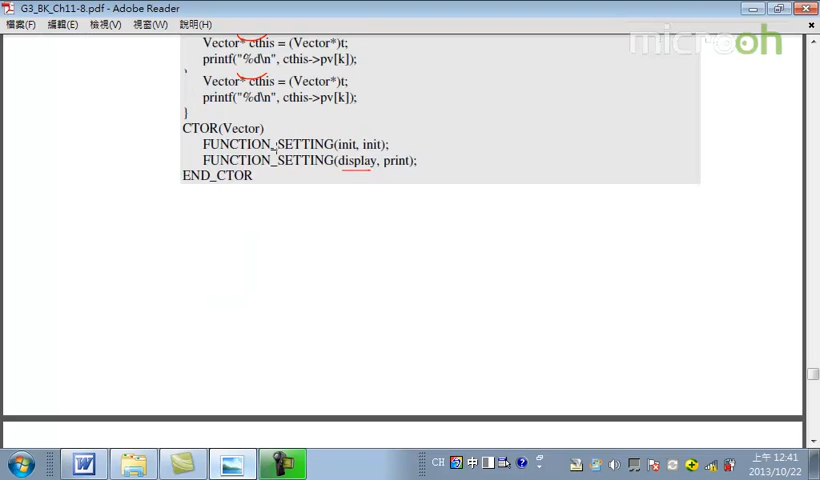 G3_BK_Ch11-8.pdf - Adobe Reader
檔案(F) 編輯(E) 檢視(V) 視窗(W) 說明(H)
microoh
Vector* cthis = (Vector*)t;
printf("%d\n", cthis->pv[k]);
Vector* cthis = (Vector*)t;
printf("%d\n", cthis->pv[k]);
}
CTOR(Vector)
FUNCTION_SETTING(init, init);
FUNCTION_SETTING(display, print);
END_CTOR
CH 中
上午 12:41
2013/10/22